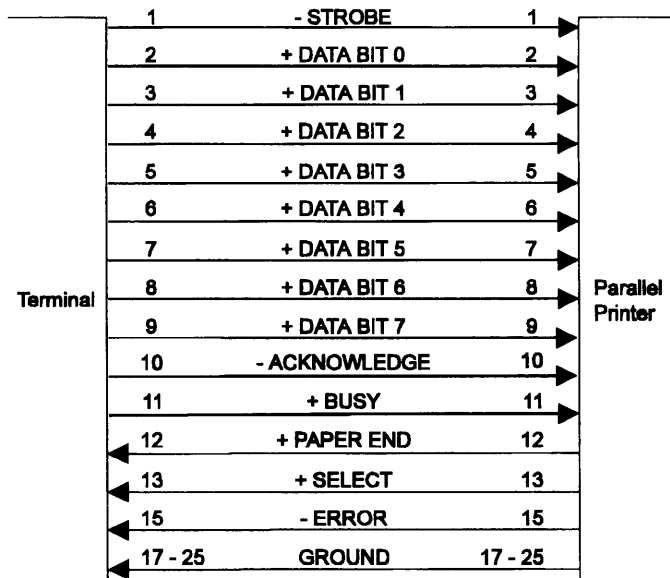 1 - STROBE 1
2 + DATA BIT 0 2
3 + DATA BIT 1 3
4 + DATA BIT 2 4
5 + DATA BIT 3 5
6 + DATA BIT 4 6
7 + DATA BIT 5 7
8 + DATA BIT 6 8
Terminal
Parallel
Printer
9 + DATA BIT 7 9
10 - ACKNOWLEDGE 10
11 + BUSY 11
12 + PAPER END 12
13 + SELECT 13
15 - ERROR 15
17 - 25 GROUND 17 - 25